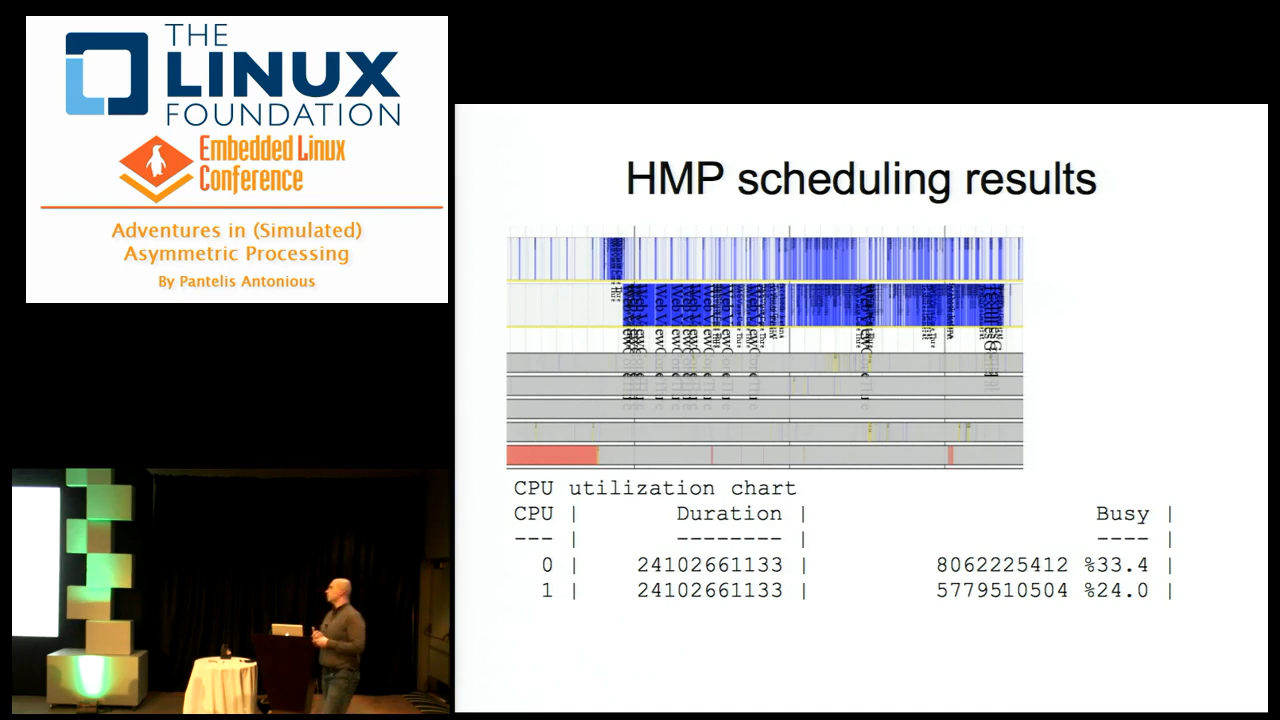 THE
LINUX
FOUNDATION
Embedded Linux
Conference
Adventures in (Simulated)
Asymmetric Processing
By Pantelis Antonious
HMP scheduling results
CPU utilization chart
CPU | Duration | Busy |
--- | -------- | ---- |
0 | 24102661133 | 8062225412 %33.4 |
1 | 24102661133 | 5779510504 %24.0 |